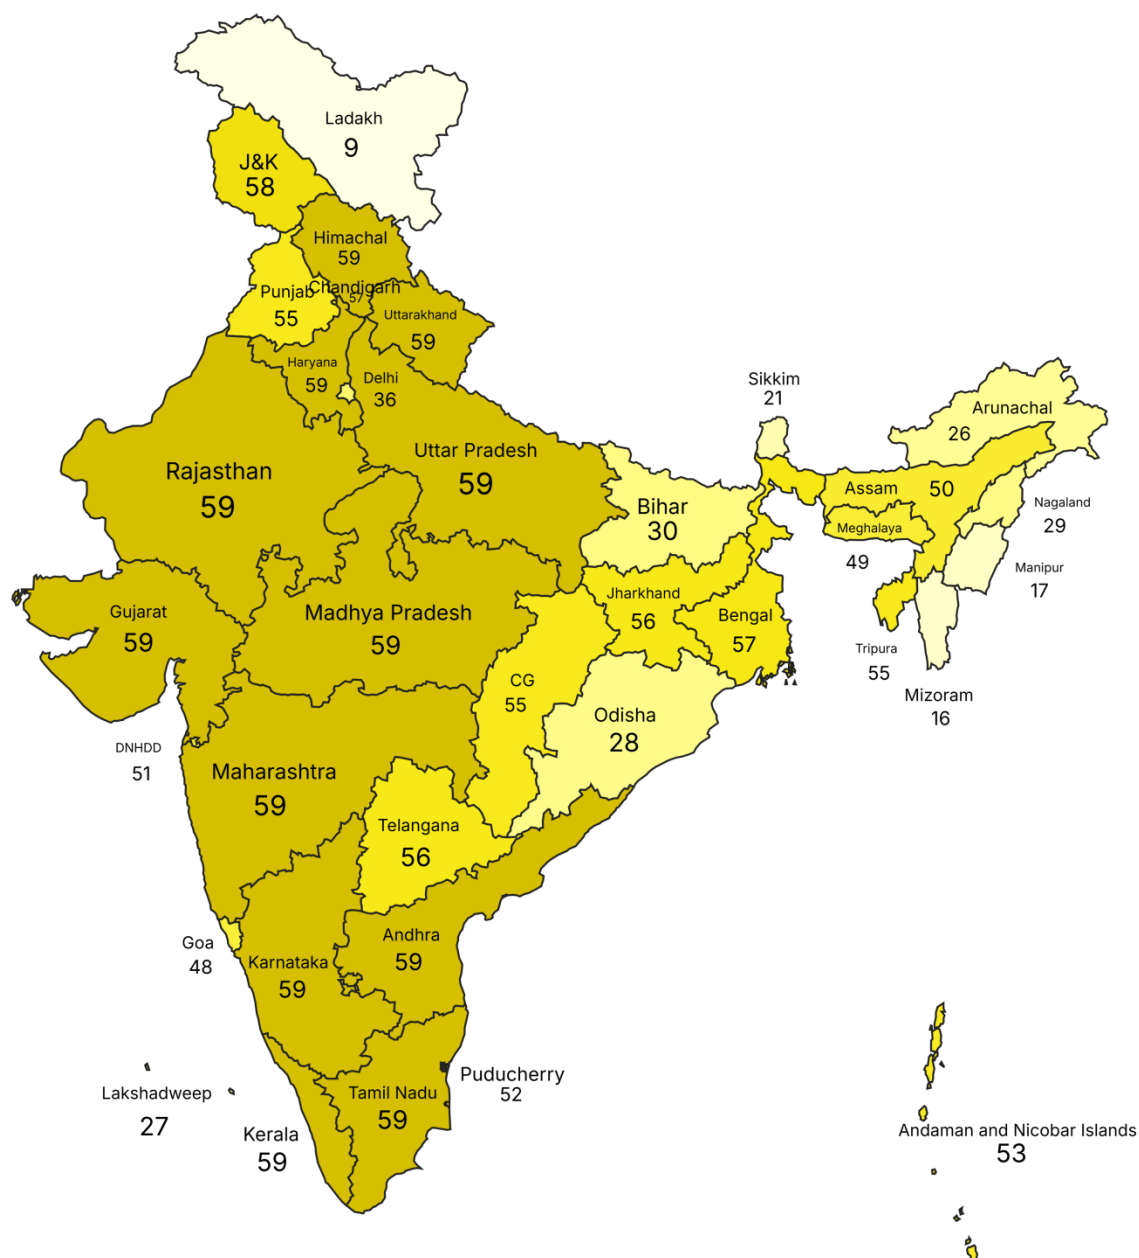 Ladakh
9
J&K
58
Himachal
59
Chandigarh
57
Punjab
55
Uttarakhand
59
Haryana
59
Delhi
36
Sikkim
21
Arunachal
26
Uttar Pradesh
59
Rajasthan
59
Assam 50
Bihar
30
Nagaland
29
Meghalaya
49
Manipur
17
Jharkhand
56
Gujarat
59
Madhya Pradesh
59
Bengal
57
Tripura
55
Mizoram
16
CG
55
Odisha
28
DNHDD
51
Maharashtra
59
Telangana
56
Goa
48
Andhra
59
Karnataka
59
Puducherry
52
Lakshadweep
27
Tamil Nadu
59
Kerala
59
Andaman and Nicobar Islands
53